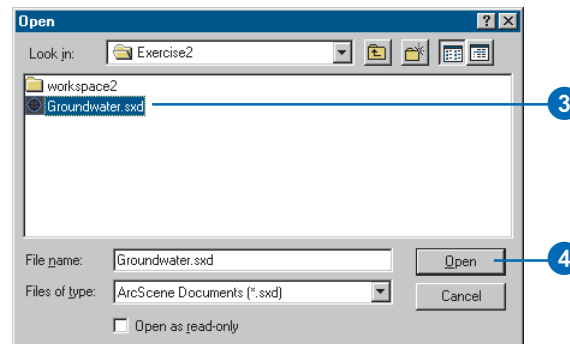 Open
Look in: Exercise2
workspace2
Groundwater.sxd
3
File name: Groundwater.sxd Open
4
Files of type: ArcScene Documents (*.sxd) Cancel
Open as read-only